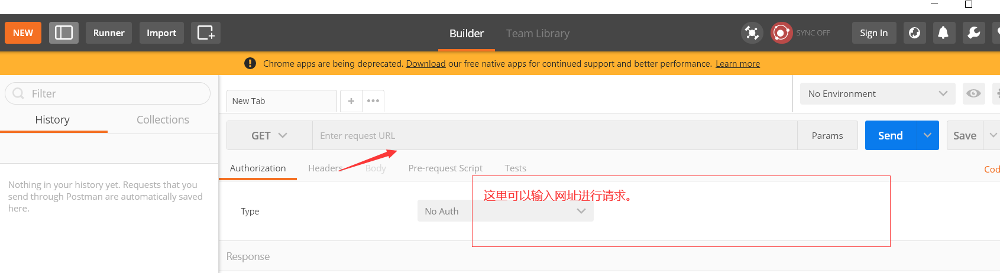 NEW Runner Import Builder Team Library SYNC OFF Sign In
Chrome apps are being deprecated. Download our free native apps for continued support and better performance. Learn more
Filter
New Tab + ••• No Environment
History Collections
GET Enter request URL Params Send Save
Authorization Headers Body Pre-request Script Tests
Nothing in your history yet. Requests that you
send through Postman are automatically saved
here.
这里可以输入网址进行请求。
Type No Auth
Response